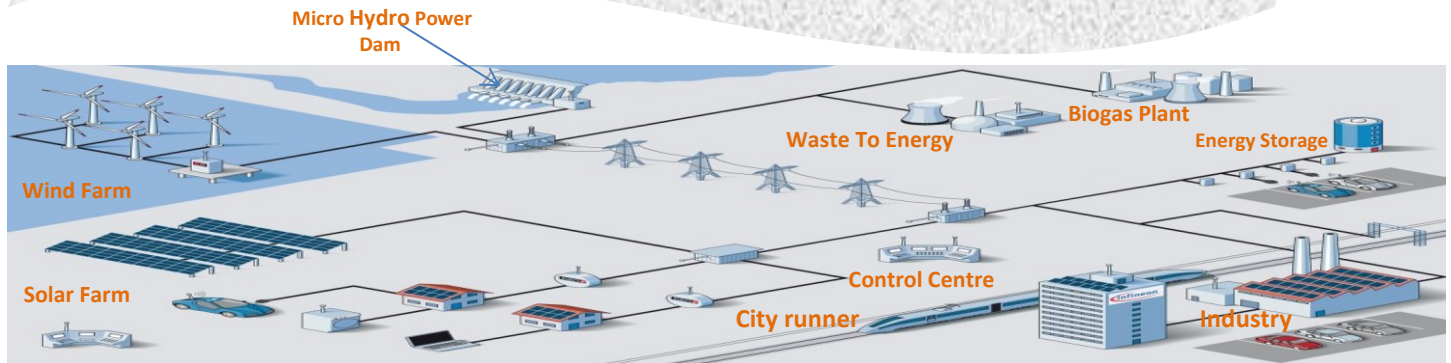 Micro Hydro Power
Dam
Biogas Plant
Waste To Energy
Energy Storage
Wind Farm
Control Centre
Solar Farm
infineon
City runner
Industry